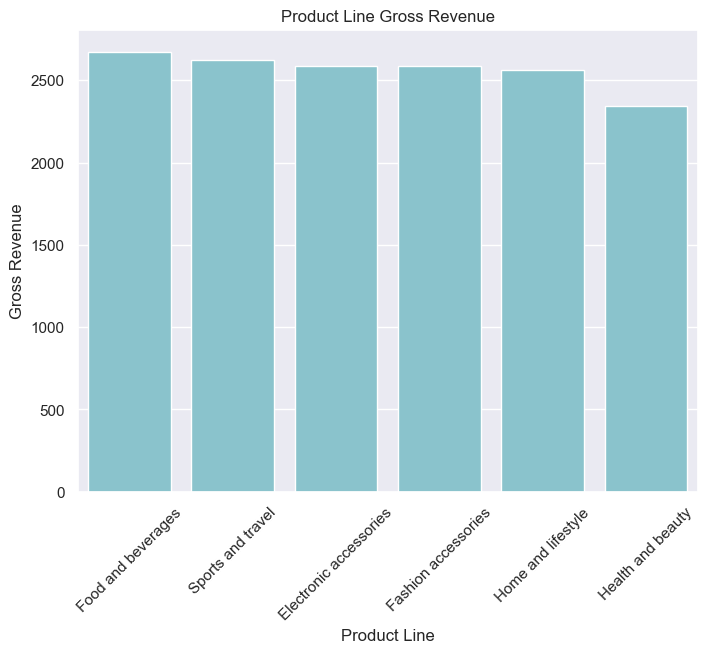 Product Line Gross Revenue
Gross Revenue
2500
2000
1500
1000
500
0
Food and beverages
Sports and travel
Electronic accessories
Fashion accessories
Home and lifestyle
Health and beauty
Product Line